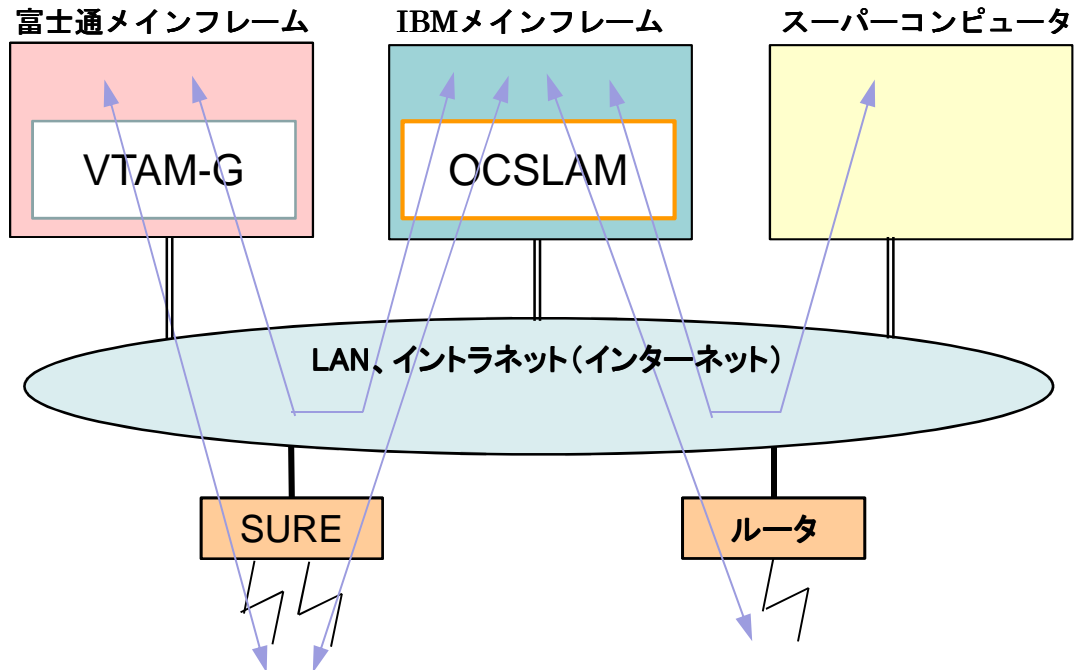 富士通メインフレーム
IBMメインフレーム
スーパーコンピュータ
VTAM-G
OCSLAM
LAN、イントラネット(インターネット)
SURE
ルータ